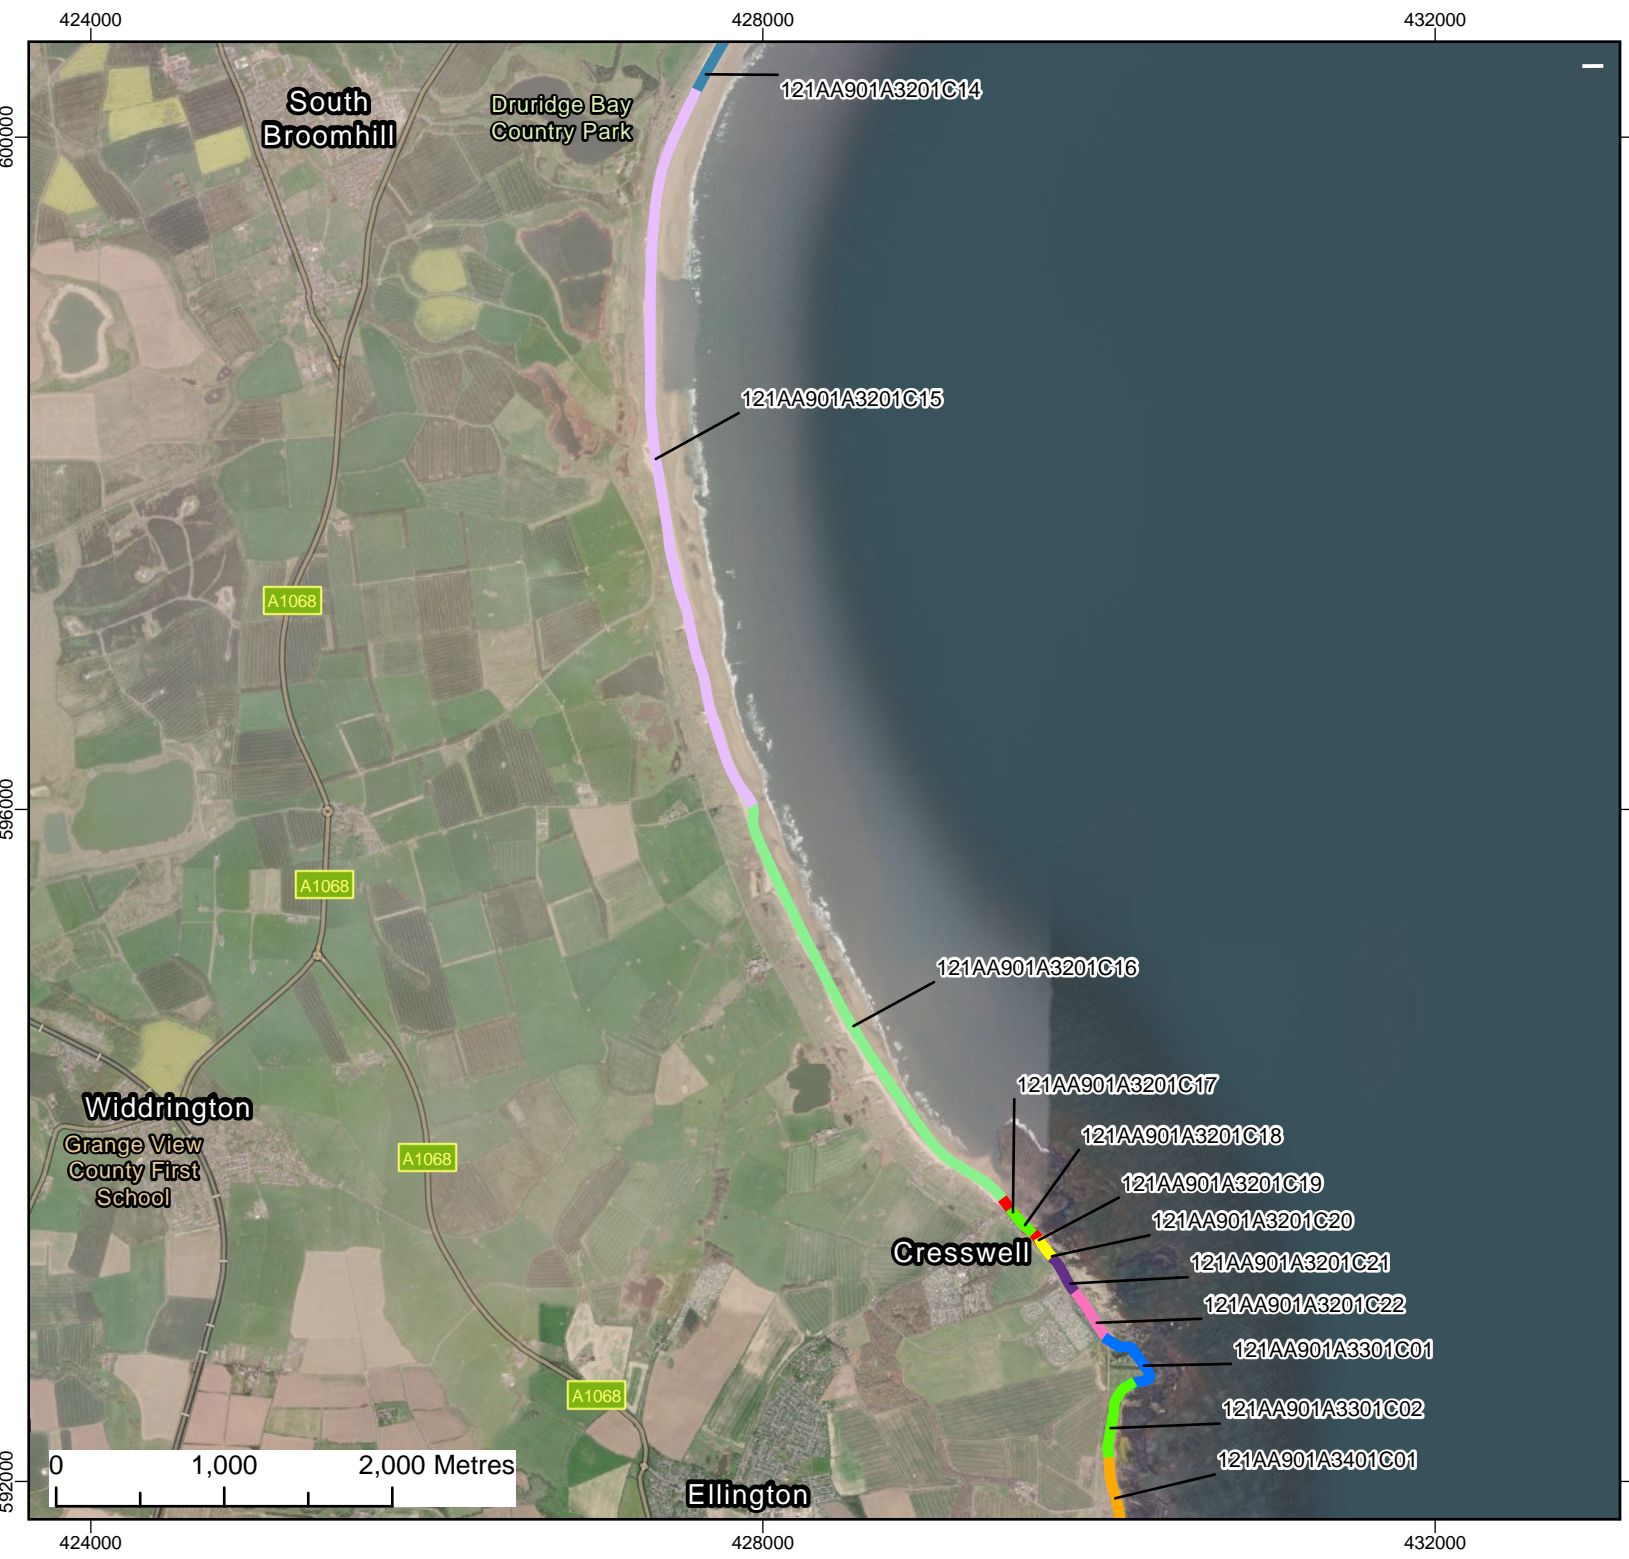 424000
428000
432000
South
Broomhill
Druridge Bay
Country Park
121AA901A3201C14
600000
121AA901A3201C15
A1068
596000
A1068
121AA901A3201C16
121AA901A3201C17
Widdrington
121AA901A3201C18
Grange View
County First
School
A1068
121AA901A3201C19
121AA901A3201C20
Cresswell
121AA901A3201C21
121AA901A3201C22
121AA901A3301C01
A1068
121AA901A3301C02
121AA901A3401C01
0 1,000 2,000 Metres
592000
Ellington
424000
428000
432000